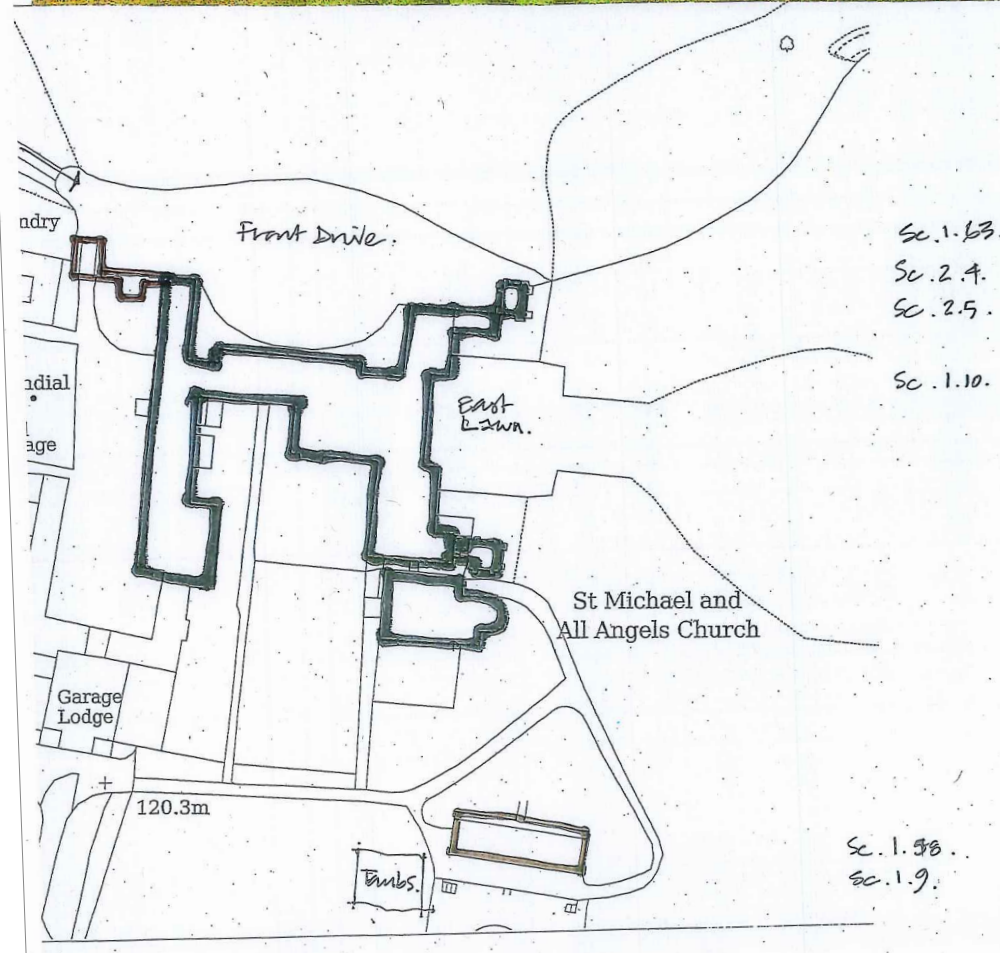 ndry
Front Drive.
Sc.1.63.
Sc.2.4.
Sc.2.5.
ndial
age
East
Lawn.
Sc.1.10.
St Michael and
All Angels Church
Garage
Lodge
120.3m
Tombs.
Sc.1.98.
Sc.1.9.